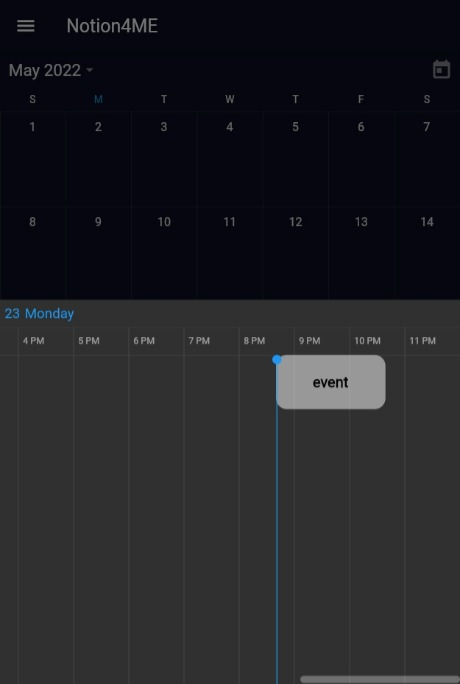 Notion4ME
May 2022
S M T W T F S
1 2 3 4 5 6 7
8 9 10 11 12 13 14
23 Monday
4 PM 5 PM 6 PM 7 PM 8 PM 9 PM 10 PM 11 PM
event